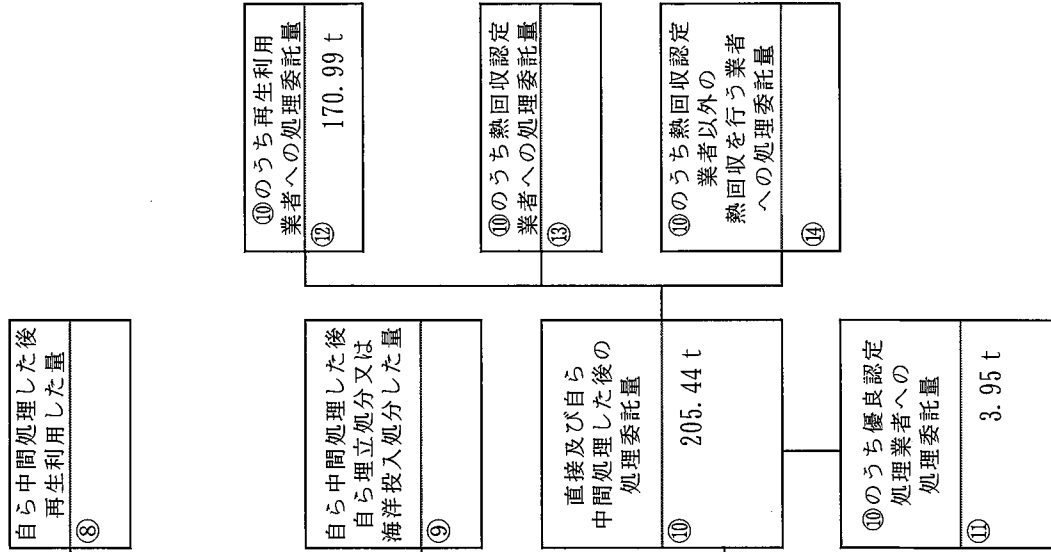 自ら中間処理した後
再生利用した量
⑧
自ら中間処理した後
自ら埋立処分又は
海洋投入処分した量
⑨
直接及び自ら
中間処理した後の
処理委託量
⑩
205.44 t
⑩のうち優良認定
処理業者への
処理委託量
⑪
3.95 t
⑩のうち再生利用
業者への処理委託量
⑫
170.99 t
⑩のうち熱回収認定
業者への処理委託量
⑬
⑩のうち熱回収認定
業者以外の
熱回収を行う業者
への処理委託量
⑭